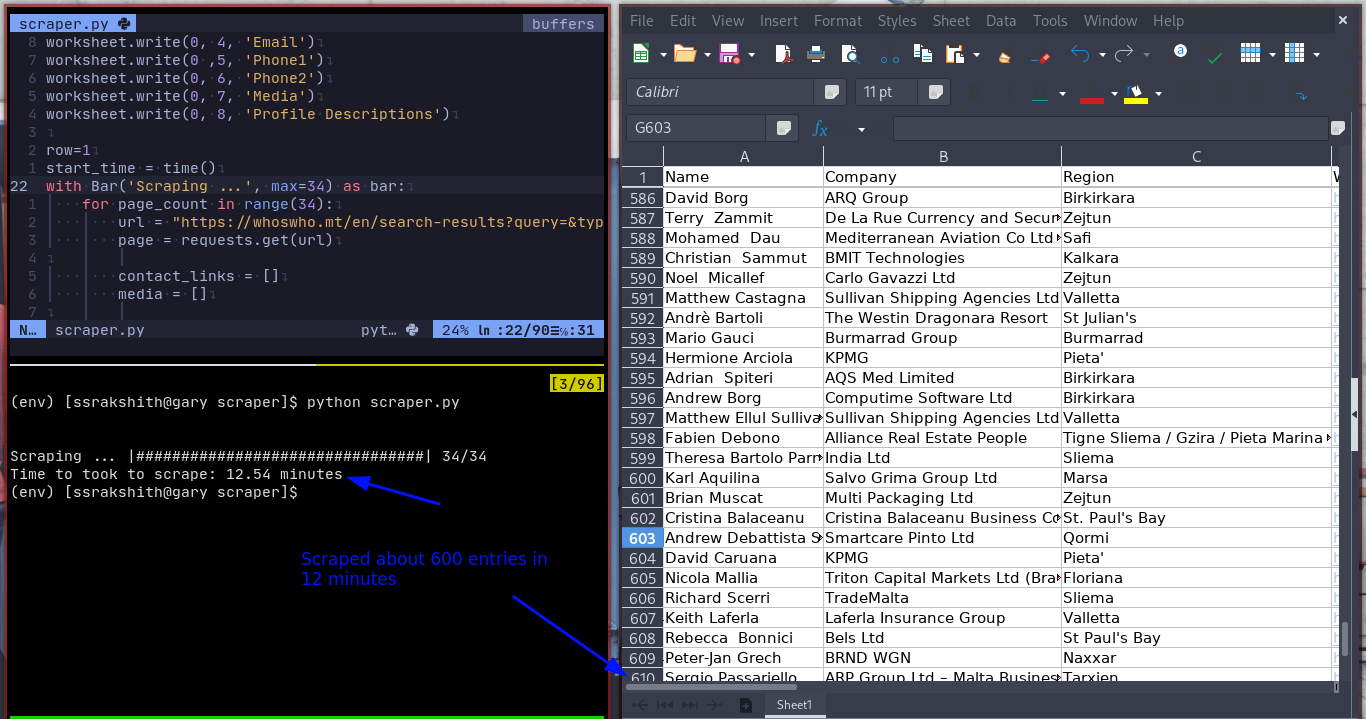 scraper.py
buffers
8 worksheet.write(0, 4, 'Email')
7 worksheet.write(0 ,5, 'Phone1')
6 worksheet.write(0, 6, 'Phone2')
5 worksheet.write(0, 7, 'Media')
4 worksheet.write(0, 8, 'Profile Descriptions')
3
2 row=1
1 start_time = time()
22 with Bar('Scraping ...', max=34) as bar:
1 for page_count in range(34):
2 url = "https://whoswho.mt/en/search-results?query=&typ
3 page = requests.get(url)
4
5 contact_links = []
6 media = []
7
N… scraper.py pyt… 24% ln :22/90≡℅:31
[3/96]
(env) [ssrakshith@gary scraper]$ python scraper.py
Scraping ... |################################| 34/34
Time to took to scrape: 12.54 minutes
(env) [ssrakshith@gary scraper]$
Scraped about 600 entries in
12 minutes
File Edit View Insert Format Styles Sheet Data Tools Window Help
Calibri 11 pt
G603 fx
A B C
1 Name Company Region
586 David Borg ARQ Group Birkirkara
587 Terry  Zammit De La Rue Currency and Secur Zejtun
588 Mohamed  Dau Mediterranean Aviation Co Ltd Safi
589 Christian  Sammut BMIT Technologies Kalkara
590 Noel  Micallef Carlo Gavazzi Ltd Zejtun
591 Matthew Castagna Sullivan Shipping Agencies Ltd Valletta
592 Andrè Bartoli The Westin Dragonara Resort St Julian's
593 Mario Gauci Burmarrad Group Burmarrad
594 Hermione Arciola KPMG Pieta'
595 Adrian  Spiteri AQS Med Limited Birkirkara
596 Andrew Borg Computime Software Ltd Birkirkara
597 Matthew Ellul Sulliva Sullivan Shipping Agencies Ltd Valletta
598 Fabien Debono Alliance Real Estate People Tigne Sliema / Gzira / Pieta Marina
599 Theresa Bartolo Parr India Ltd Sliema
600 Karl Aquilina Salvo Grima Group Ltd Marsa
601 Brian Muscat Multi Packaging Ltd Zejtun
602 Cristina Balaceanu Cristina Balaceanu Business Co St. Paul's Bay
603 Andrew Debattista S Smartcare Pinto Ltd Qormi
604 David Caruana KPMG Pieta'
605 Nicola Mallia Triton Capital Markets Ltd (Bra Floriana
606 Richard Scerri TradeMalta Sliema
607 Keith Laferla Laferla Insurance Group Valletta
608 Rebecca  Bonnici Bels Ltd St Paul's Bay
609 Peter-Jan Grech BRND WGN Naxxar
610 Sergio Passariello ARP Group Ltd – Malta Busines Tarxien
Sheet1